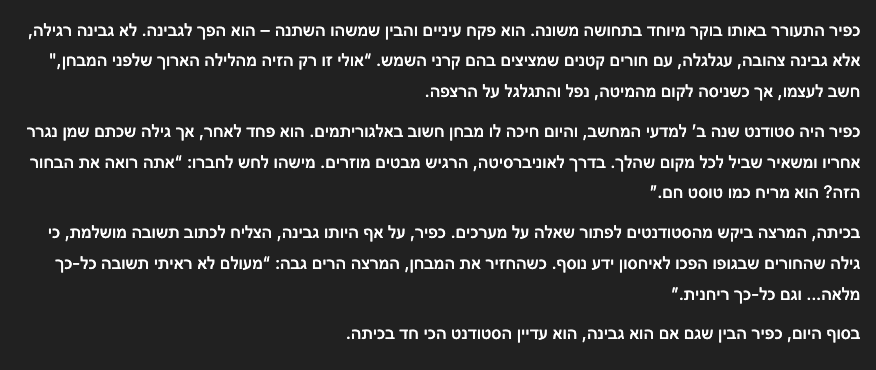 כפיר התעורר באותו בוקר מיוחד בתחושה משונה. הוא פקח עיניים והבין שמשהו השתנה – הוא הפך לגבינה. לא גבינה רגילה,
אלא גבינה צהובה, עגלגלה, עם חורים קטנים שמציצים בהם קרני השמש. "אולי זו רק הזיה מהלילה הארוך שלפני המבחן,"
חשב לעצמו, אך כשניסה לקום מהמיטה, נפל והתגלגל על הרצפה.
כפיר היה סטודנט שנה ב' למדעי המחשב, והיום חיכה לו מבחן חשוב באלגוריתמים. הוא פחד לאחר, אך גילה שכתם שמן נגרר
אחריו ומשאיר שביל לכל מקום שהלך. בדרך לאוניברסיטה, הרגיש מבטים מוזרים. מישהו לחש לחברו: "אתה רואה את הבחור
הזה? הוא מריח כמו טוסט חם."
בכיתה, המרצה ביקש מהסטודנטים לפתור שאלה על מערכים. כפיר, על אף היותו גבינה, הצליח לכתוב תשובה מושלמת, כי
גילה שהחורים שבגופו הפכו לאיחסון ידע נוסף. כשהחזיר את המבחן, המרצה הרים גבה: "מעולם לא ראיתי תשובה כל-כך
מלאה... וגם כל-כך ריחנית."
בסוף היום, כפיר הבין שגם אם הוא גבינה, הוא עדיין הסטודנט הכי חד בכיתה.